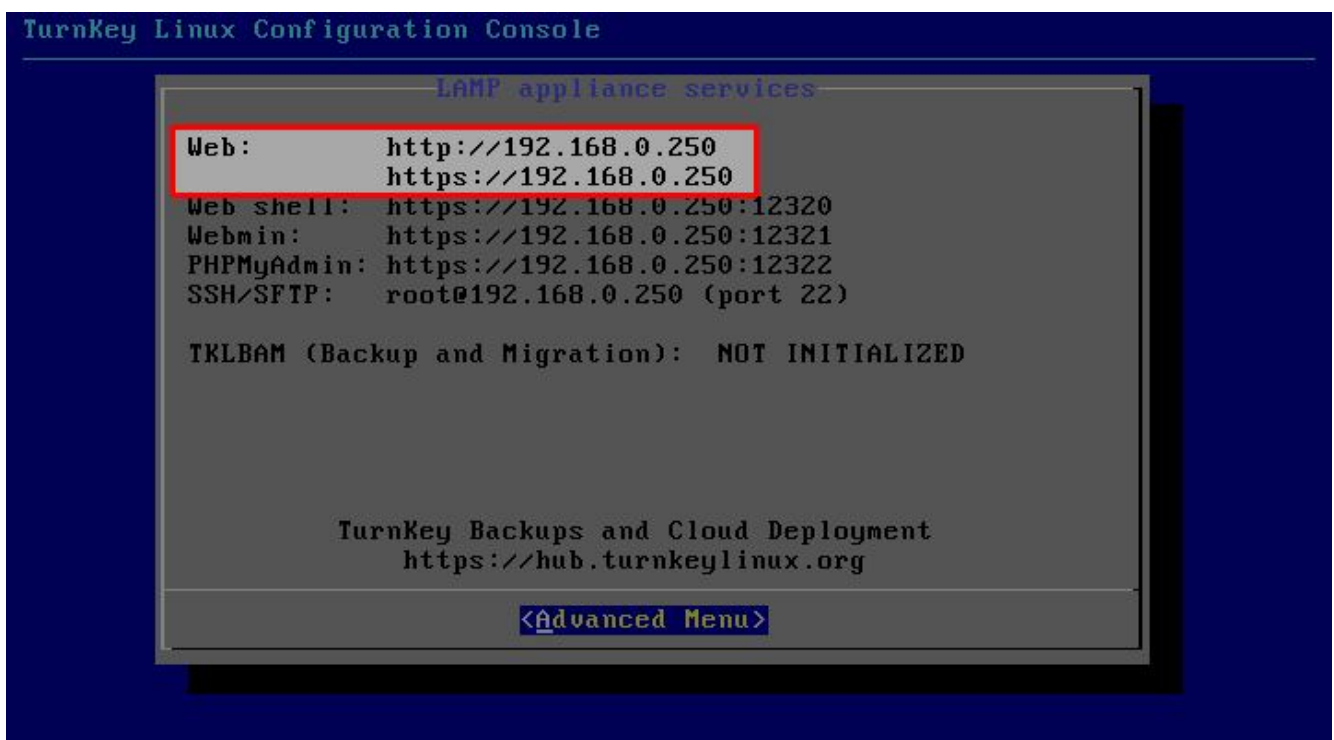 TurnKey Linux Configuration Console
LAMP appliance services
Web: http://192.168.0.250
https://192.168.0.250
Web shell: https://192.168.0.250:12320
Webmin: https://192.168.0.250:12321
PHPMyAdmin: https://192.168.0.250:12322
SSH/SFTP: root@192.168.0.250 (port 22)
TKLBAM (Backup and Migration): NOT INITIALIZED
TurnKey Backups and Cloud Deployment
https://hub.turnkeylinux.org
<Advanced Menu>